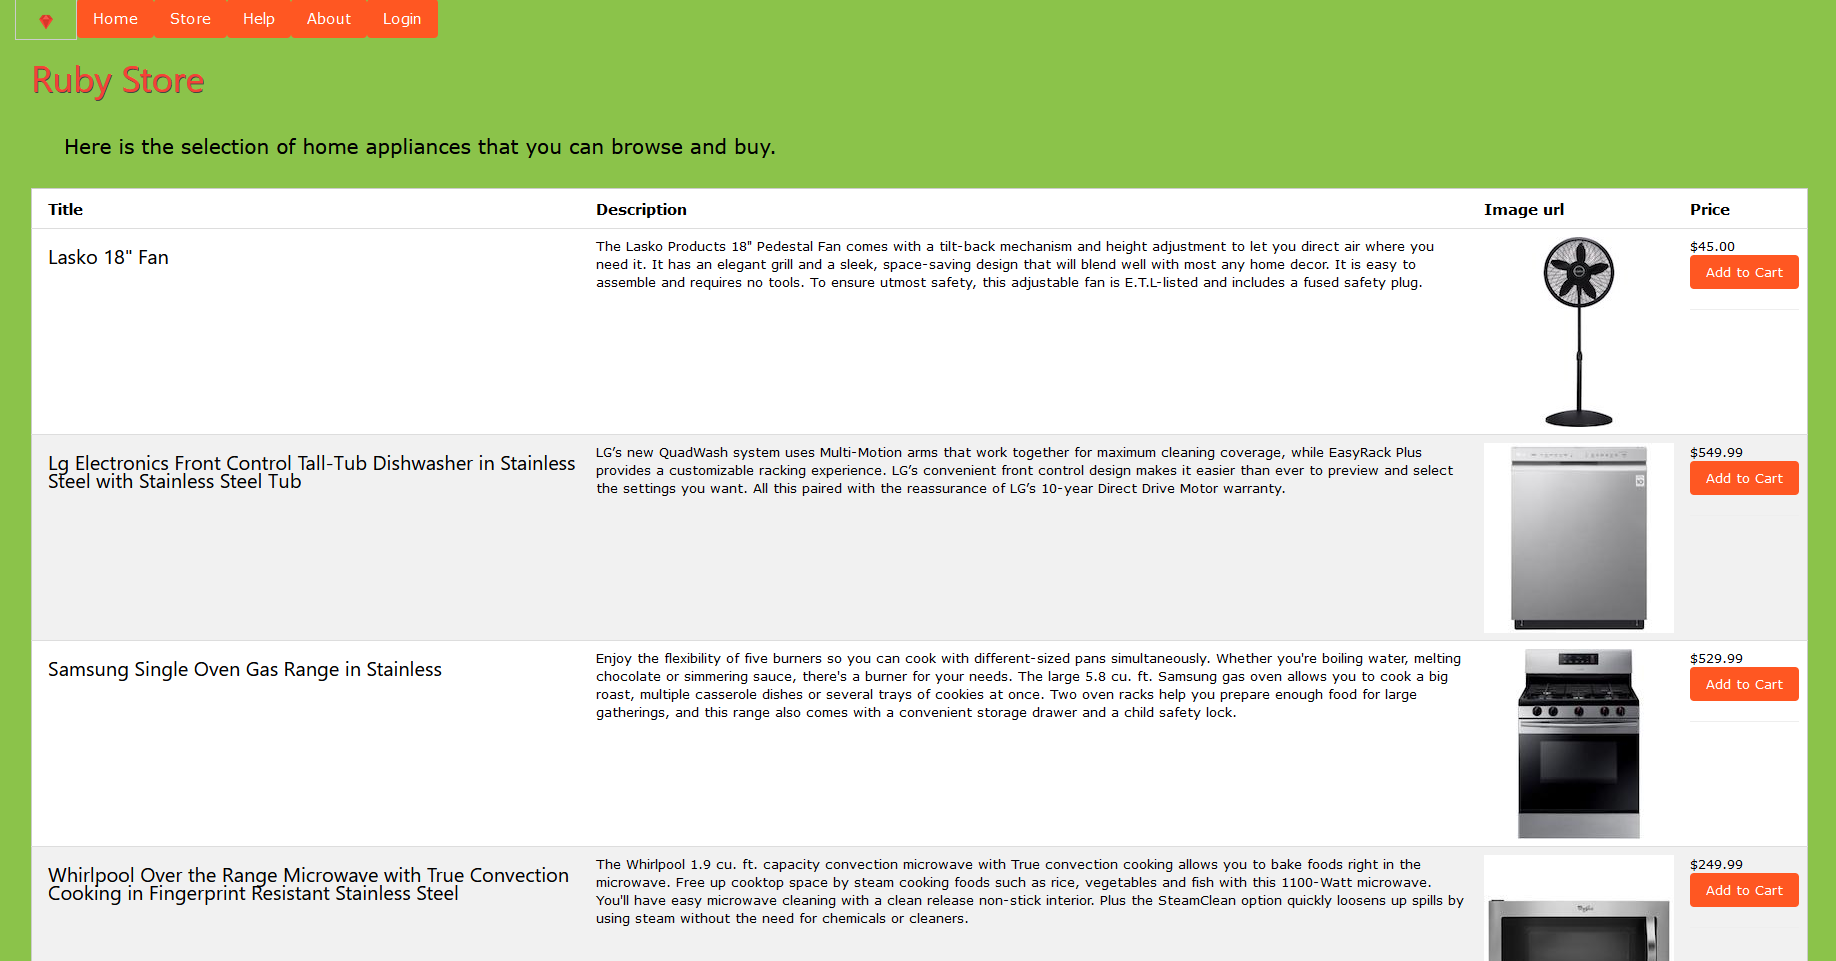 Home Store Help About Login
Ruby Store
Here is the selection of home appliances that you can browse and buy.
Title Description Image url Price
Lasko 18" Fan
The Lasko Products 18" Pedestal Fan comes with a tilt-back mechanism and height adjustment to let you direct air where you
need it. It has an elegant grill and a sleek, space-saving design that will blend well with most any home decor. It is easy to
assemble and requires no tools. To ensure utmost safety, this adjustable fan is E.T.L-listed and includes a fused safety plug.
$45.00
Add to Cart
Lg Electronics Front Control Tall-Tub Dishwasher in Stainless
Steel with Stainless Steel Tub
LG’s new QuadWash system uses Multi-Motion arms that work together for maximum cleaning coverage, while EasyRack Plus
provides a customizable racking experience. LG’s convenient front control design makes it easier than ever to preview and select
the settings you want. All this paired with the reassurance of LG’s 10-year Direct Drive Motor warranty.
$549.99
Add to Cart
Samsung Single Oven Gas Range in Stainless
Enjoy the flexibility of five burners so you can cook with different-sized pans simultaneously. Whether you're boiling water, melting
chocolate or simmering sauce, there's a burner for your needs. The large 5.8 cu. ft. Samsung gas oven allows you to cook a big
roast, multiple casserole dishes or several trays of cookies at once. Two oven racks help you prepare enough food for large
gatherings, and this range also comes with a convenient storage drawer and a child safety lock.
$529.99
Add to Cart
Whirlpool Over the Range Microwave with True Convection
Cooking in Fingerprint Resistant Stainless Steel
The Whirlpool 1.9 cu. ft. capacity convection microwave with True convection cooking allows you to bake foods right in the
microwave. Free up cooktop space by steam cooking foods such as rice, vegetables and fish with this 1100-Watt microwave.
You'll have easy microwave cleaning with a clean release non-stick interior. Plus the SteamClean option quickly loosens up spills by
using steam without the need for chemicals or cleaners.
$249.99
Add to Cart